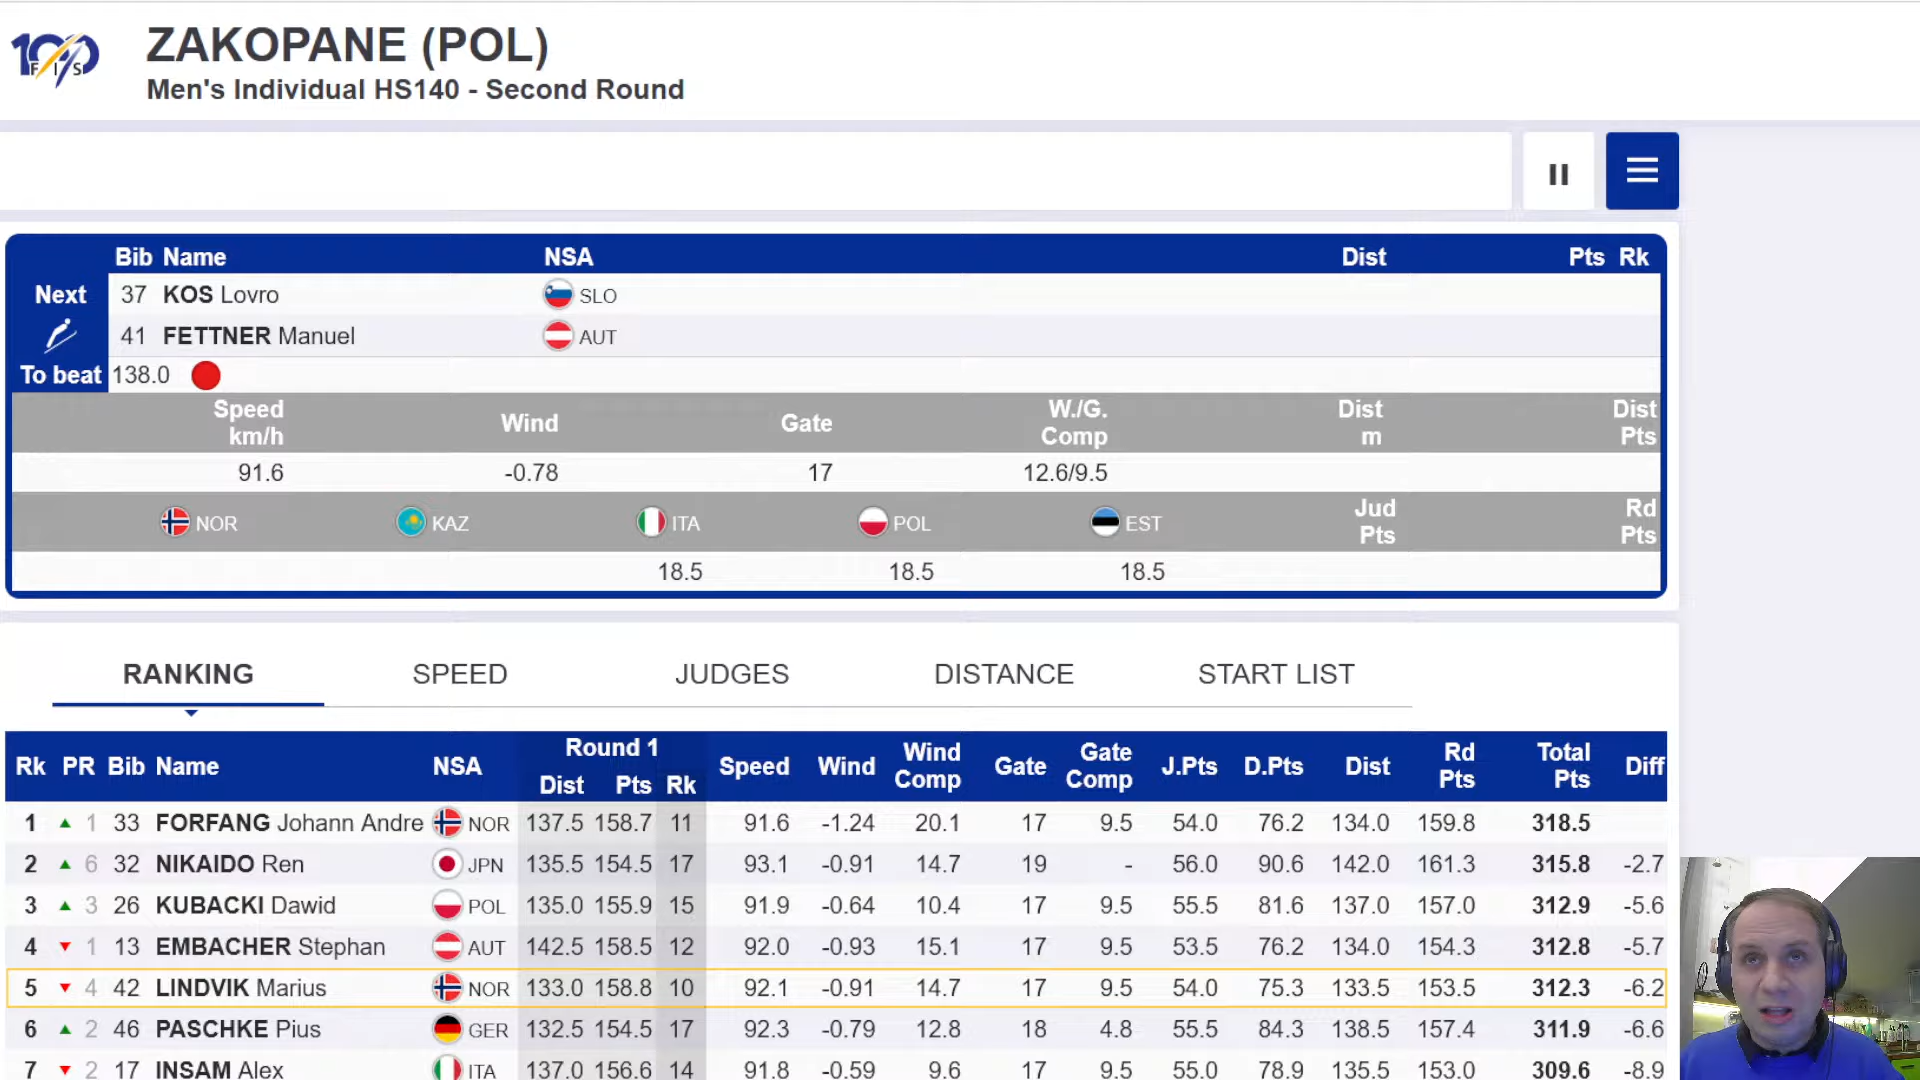 100
FIS
ZAKOPANE (POL)
Men's Individual HS140 - Second Round
Bib Name NSA Dist Pts Rk
Next 37 KOS Lovro SLO
41 FETTNER Manuel AUT
To beat 138.0
Speed km/h Wind Gate W./G. Comp Dist m Dist Pts
91.6 -0.78 17 12.6/9.5
NOR KAZ ITA POL EST Jud Pts Rd Pts
18.5 18.5 18.5
RANKING SPEED JUDGES DISTANCE START LIST
Rk PR Bib Name NSA Round 1 Dist Pts Rk Speed Wind Wind Comp Gate Gate Comp J.Pts D.Pts Dist Rd Pts Total Pts Diff
1 1 33 FORFANG Johann Andre NOR 137.5 158.7 11 91.6 -1.24 20.1 17 9.5 54.0 76.2 134.0 159.8 318.5
2 6 32 NIKAIDO Ren JPN 135.5 154.5 17 93.1 -0.91 14.7 19 - 56.0 90.6 142.0 161.3 315.8 -2.7
3 3 26 KUBACKI Dawid POL 135.0 155.9 15 91.9 -0.64 10.4 17 9.5 55.5 81.6 137.0 157.0 312.9 -5.6
4 1 13 EMBACHER Stephan AUT 142.5 158.5 12 92.0 -0.93 15.1 17 9.5 53.5 76.2 134.0 154.3 312.8 -5.7
5 4 42 LINDVIK Marius NOR 133.0 158.8 10 92.1 -0.91 14.7 17 9.5 54.0 75.3 133.5 153.5 312.3 -6.2
6 2 46 PASCHKE Pius GER 132.5 154.5 17 92.3 -0.79 12.8 18 4.8 55.5 84.3 138.5 157.4 311.9 -6.6
7 2 17 INSAM Alex ITA 137.0 156.6 14 91.8 -0.59 9.6 17 9.5 55.0 78.9 135.5 153.0 309.6 -8.9